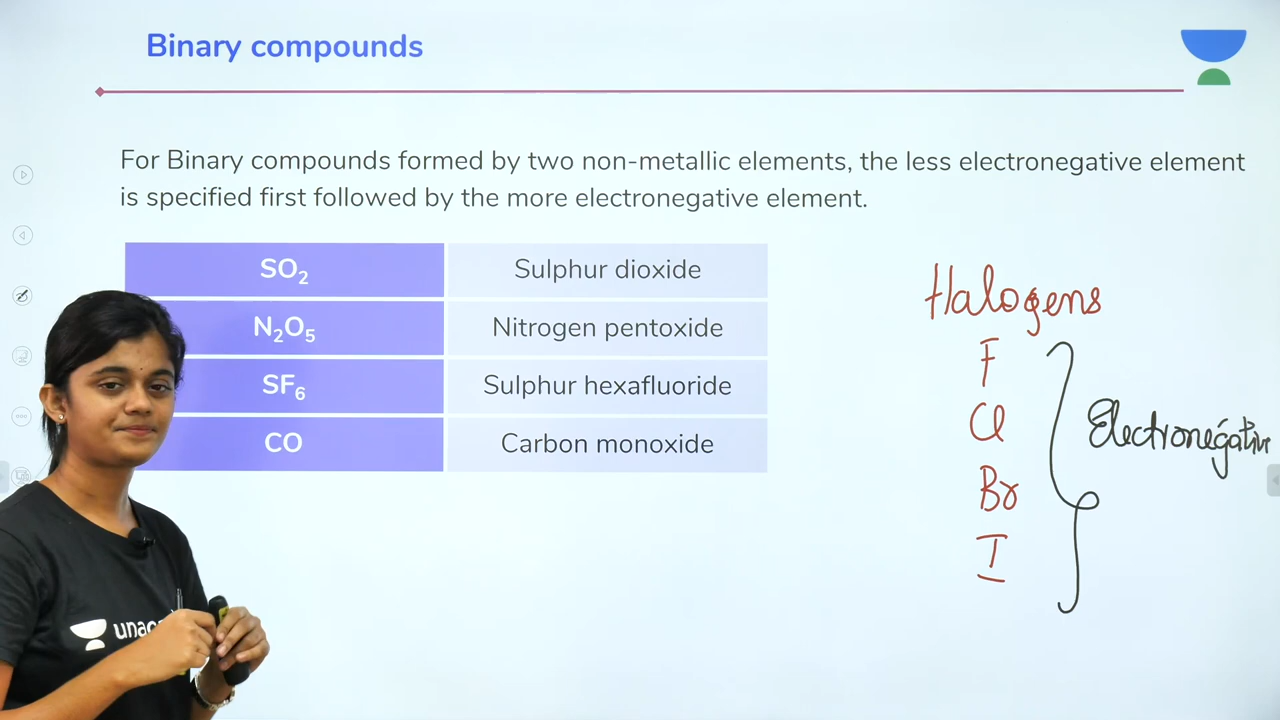 Binary compounds
For Binary compounds formed by two non-metallic elements, the less electronegative element
is specified first followed by the more electronegative element.
SO₂ Sulphur dioxide
N₂O₅ Nitrogen pentoxide
SF₆ Sulphur hexafluoride
CO Carbon monoxide
Halogens
F
Cl
Br
I
Electronegative
unac